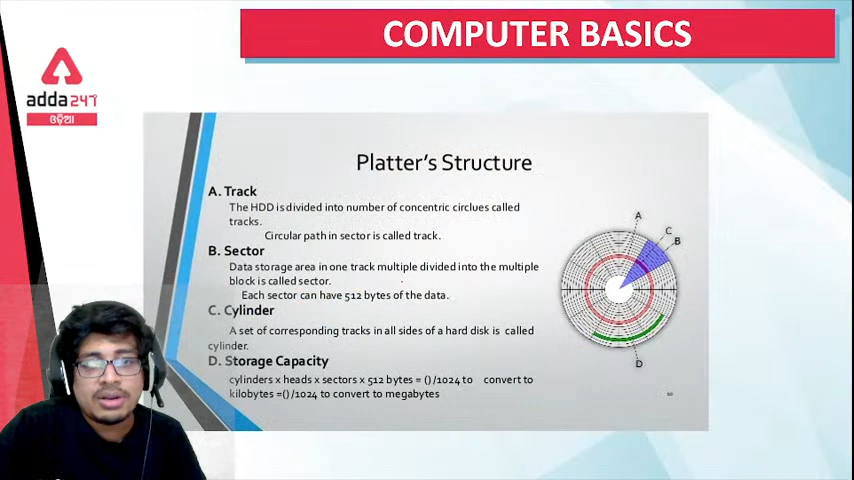 COMPUTER BASICS
adda247
ଓଡ଼ିଆ
Platter's Structure
A. Track
The HDD is divided into number of concentric circlues called
tracks.
Circular path in sector is called track.
B. Sector
Data storage area in one track multiple divided into the multiple
block is called sector.
Each sector can have 512 bytes of the data.
C. Cylinder
A set of corresponding tracks in all sides of a hard disk is called
cylinder.
D. Storage Capacity
cylinders x heads x sectors x 512 bytes = () /1024 to convert to
kilobytes =() /1024 to convert to megabytes
A
C
B
D